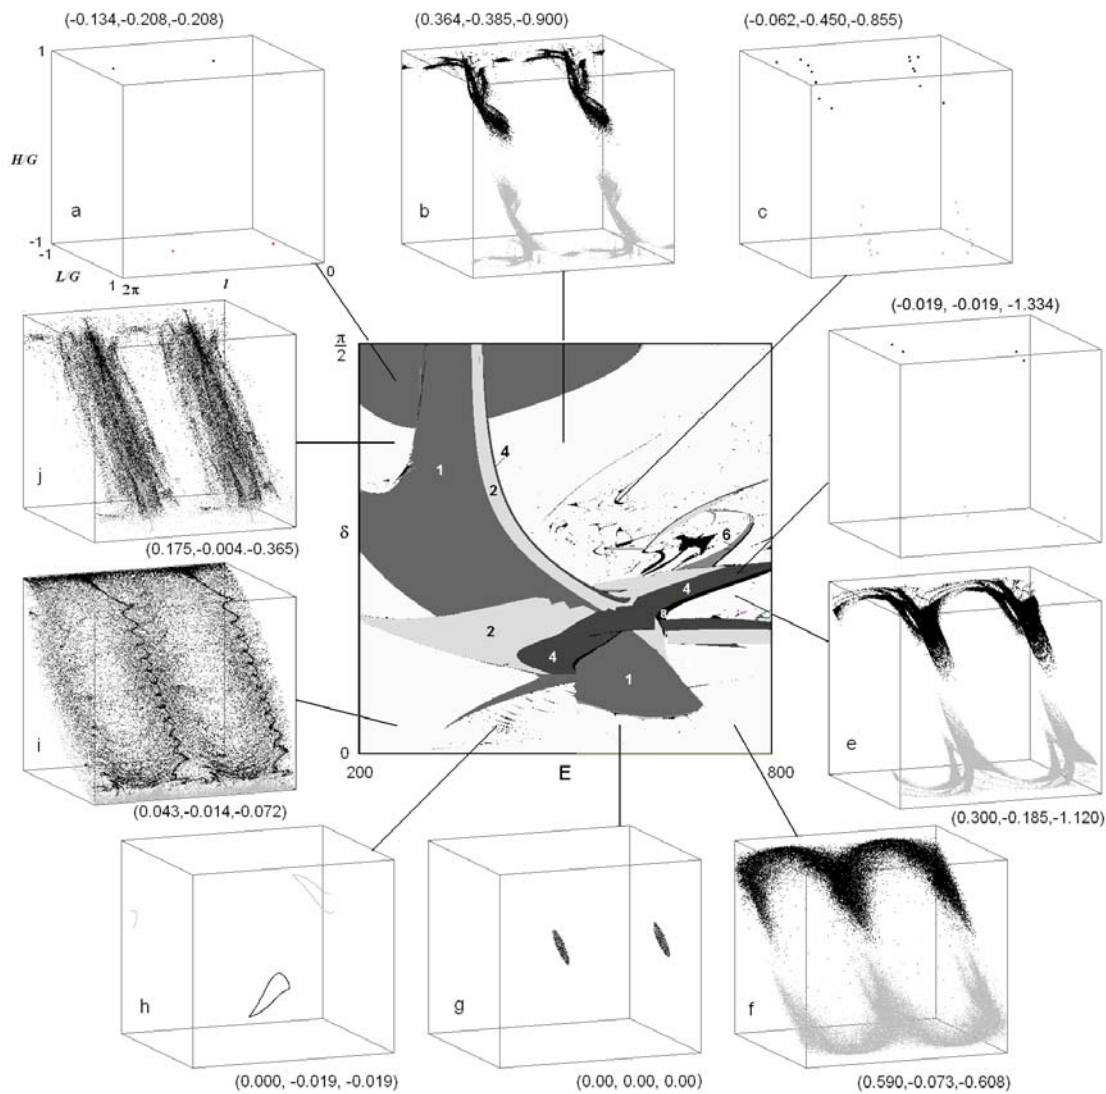 (-0.134,-0.208,-0.208)
(0.364,-0.385,-0.900)
(-0.062,-0.450,-0.855)
1
H/G
a
b
c
-1
-1
L/G
1
2π
l
0
(-0.019, -0.019, -1.334)
π
2
j
4
1
2
δ
6
(0.175,-0.004.-0.365)
4
8
2
4
1
i
e
0
200
E
800
(0.043,-0.014,-0.072)
(0.300,-0.185,-1.120)
h
g
f
(0.000, -0.019, -0.019)
(0.00, 0.00, 0.00)
(0.590,-0.073,-0.608)